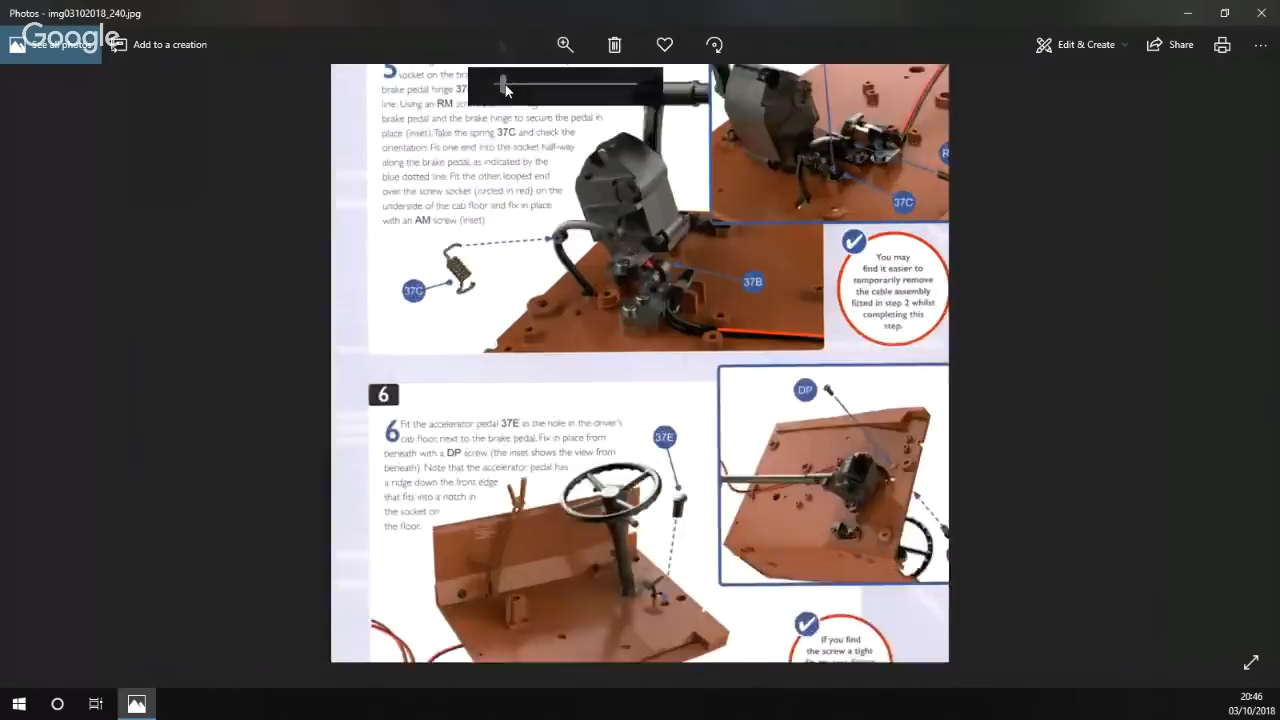 Photos - img03102018_240.jpg
Google
See all photos
Add to a creation
Edit & Create
Share
5
socket on the bra
brake pedal hinge 37
line. Using an RM
brake pedal and the brake hinge to secure the pedal in
place (inset). Take the spring 37C and check the
orientation. Fix one end into the socket half-way
along the brake pedal, as indicated by the
blue dotted line. Fit the other, looped end
over the screw socket (circled in red) on the
underside of the cab floor and fix in place
with an AM screw (inset).
37C
37B
37C
R
You may
find it easier to
temporarily remove
the cable assembly
fitted in step 2 whilst
completing this
step.
6
6 Fit the accelerator pedal 37E in the hole in the driver's
cab floor, next to the brake pedal. Fix in place from
beneath with a DP screw (the inset shows the view from
beneath). Note that the accelerator pedal has
a ridge down the front edge
that fits into a notch in
the socket on
the floor.
37E
DP
If you find
the screw a tight
20:46
03/10/2018